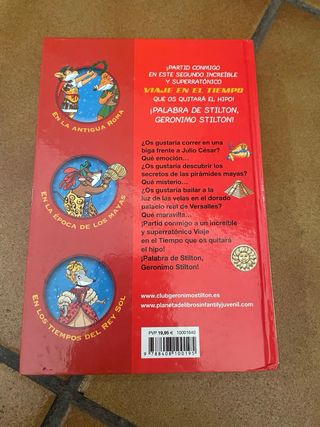 ¡PARTID CONMIGO
EN ESTE SEGUNDO INCREÍBLE
Y SUPERRATÓNICO
VIAJE EN EL TIEMPO
QUE OS QUITARÁ EL HIPO!
¡PALABRA DE STILTON,
GERONIMO STILTON!
EN LA ANTIGUA ROMA
¿Os gustaría correr en una
biga frente a Julio César?
Qué emoción...
¿Os gustaría descubrir los
secretos de las pirámides mayas?
Qué misterio...
¿Os gustaría bailar a la
luz de las velas en el dorado
palacio real de Versalles?
Qué maravilla...
¡Partid conmigo a un increíble
y superratónico Viaje
en el Tiempo que os quitará
el hipo!
¡Palabra de Stilton,
Geronimo Stilton!
EN LA ÉPOCA DE LOS MAYAS
EN LOS TIEMPOS DEL REY SOL
www.clubgeronimostilton.es
www.planetadelibrosinfantilyjuvenil.com
PVP 19,95 € 10001640
9 788408 100195